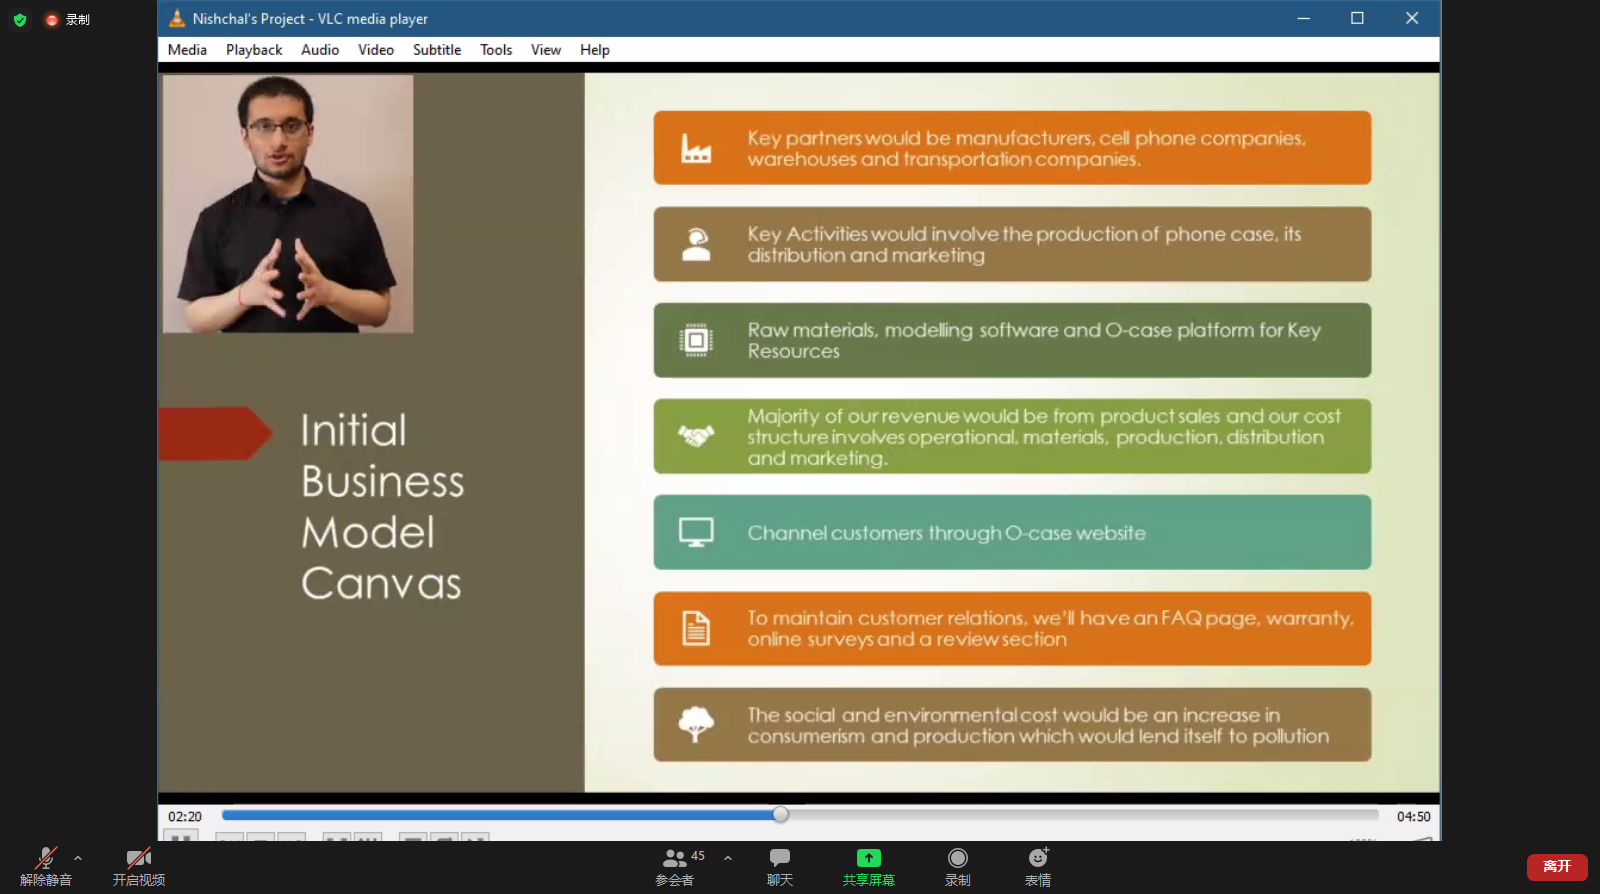 录制
Nishchal's Project - VLC media player
Media Playback Audio Video Subtitle Tools View Help
Key partners would be manufacturers, cell phone companies,
warehouses and transportation companies.
Key Activities would involve the production of phone case, its
distribution and marketing
Raw materials, modelling software and O-case platform for Key
Resources
Majority of our revenue would be from product sales and our cost
structure involves operational, materials, production, distribution
and marketing.
Channel customers through O-case website
To maintain customer relations, we'll have an FAQ page, warranty,
online surveys and a review section
The social and environmental cost would be an increase in
consumerism and production which would lend itself to pollution
Initial
Business
Model
Canvas
02:20
04:50
解除静音
开启视频
45
参会者
聊天
共享屏幕
录制
表情
离开